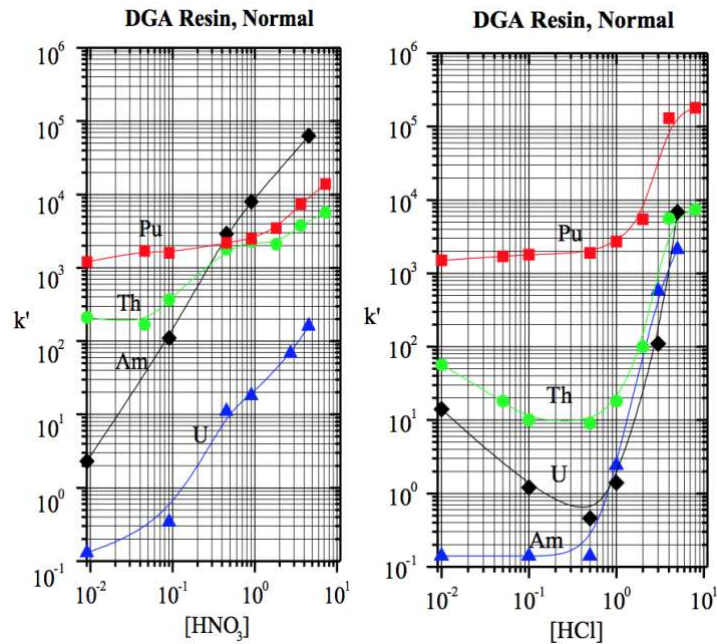 DGA Resin, Normal
10^6
10^5
10^4
10^3
10^2
10^1
10^0
10^-1
k'
Pu
Th
Am
U
10^-2 10^-1 10^0 10^1
[HNO3]
DGA Resin, Normal
10^6
10^5
10^4
10^3
10^2
10^1
10^0
10^-1
k'
Pu
Th
U
Am
10^-2 10^-1 10^0 10^1
[HCl]